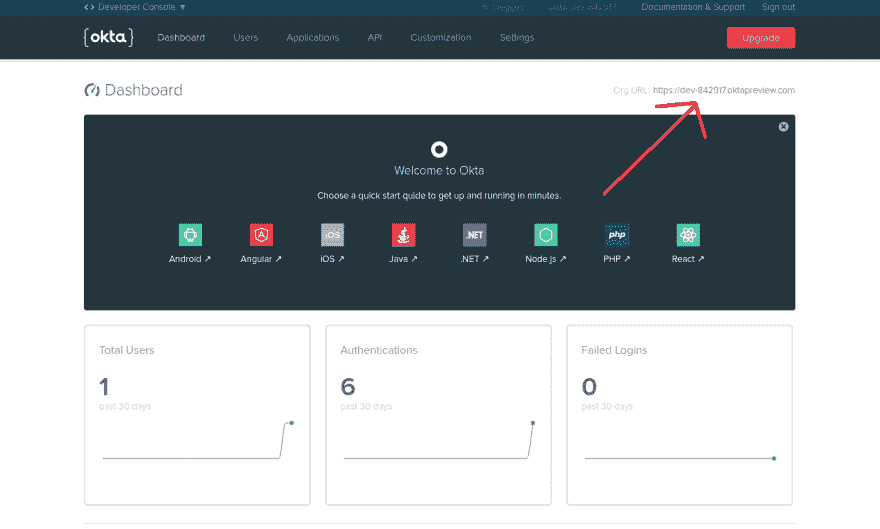 <> Developer Console ▼
Documentation & Support Sign out
{okta} Dashboard Users Applications API Customization Settings Upgrade
Dashboard Org URL: https://dev-842917.oktapreview.com
Welcome to Okta
Choose a quick start guide to get up and running in minutes.
iOS .NET php
Android ↗ Angular ↗ iOS ↗ Java ↗ .NET ↗ Node.js ↗ PHP ↗ React ↗
Total Users Authentications Failed Logins
1 6 0
past 30 days past 30 days past 30 days